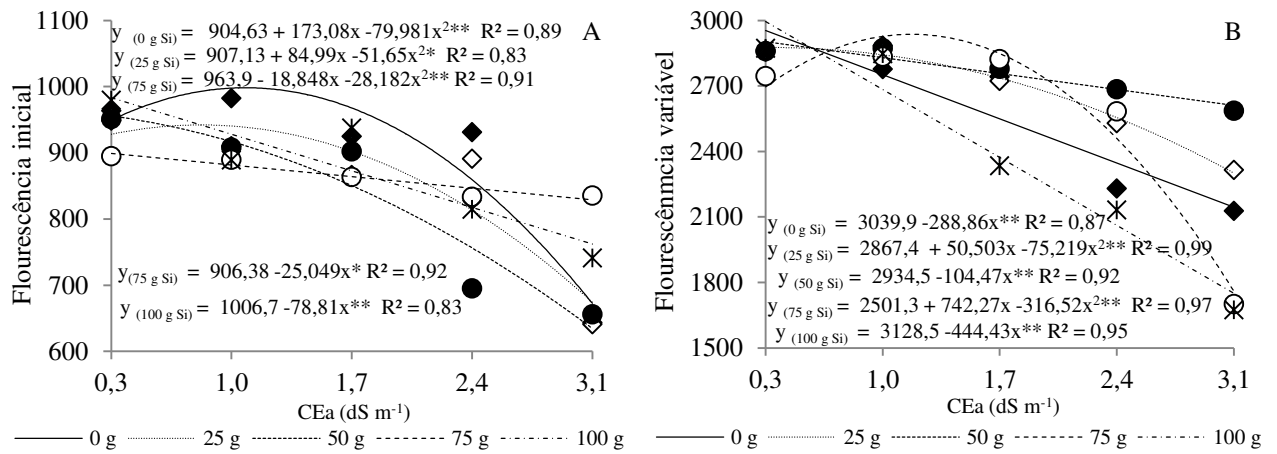 A
y (0 g Si) = 904,63 + 173,08x -79,981x²** R² = 0,89
y (25 g Si) = 907,13 + 84,99x -51,65x²* R² = 0,83
y (75 g Si) = 963,9 - 18,848x -28,182x²** R² = 0,91
y (75 g Si) = 906,38 -25,049x* R² = 0,92
y (100 g Si) = 1006,7 -78,81x** R² = 0,83
Flourescência inicial
1100
1000
900
800
700
600
0,3 1,0 1,7 2,4 3,1
CEa (dS m⁻¹)
0 g 25 g 50 g 75 g 100 g
B
Flourescênmcia variável
3000
2700
2400
2100
1800
1500
y (0 g Si) = 3039,9 -288,86x** R² = 0,87
y (25 g Si) = 2867,4 + 50,503x -75,219x²** R² = 0,99
y (50 g Si) = 2934,5 -104,47x** R² = 0,92
y (75 g Si) = 2501,3 + 742,27x -316,52x²** R² = 0,97
y (100 g Si) = 3128,5 -444,43x** R² = 0,95
0,3 1,0 1,7 2,4 3,1
CEa (dS m⁻¹)
0 g 25 g 50 g 75 g 100 g